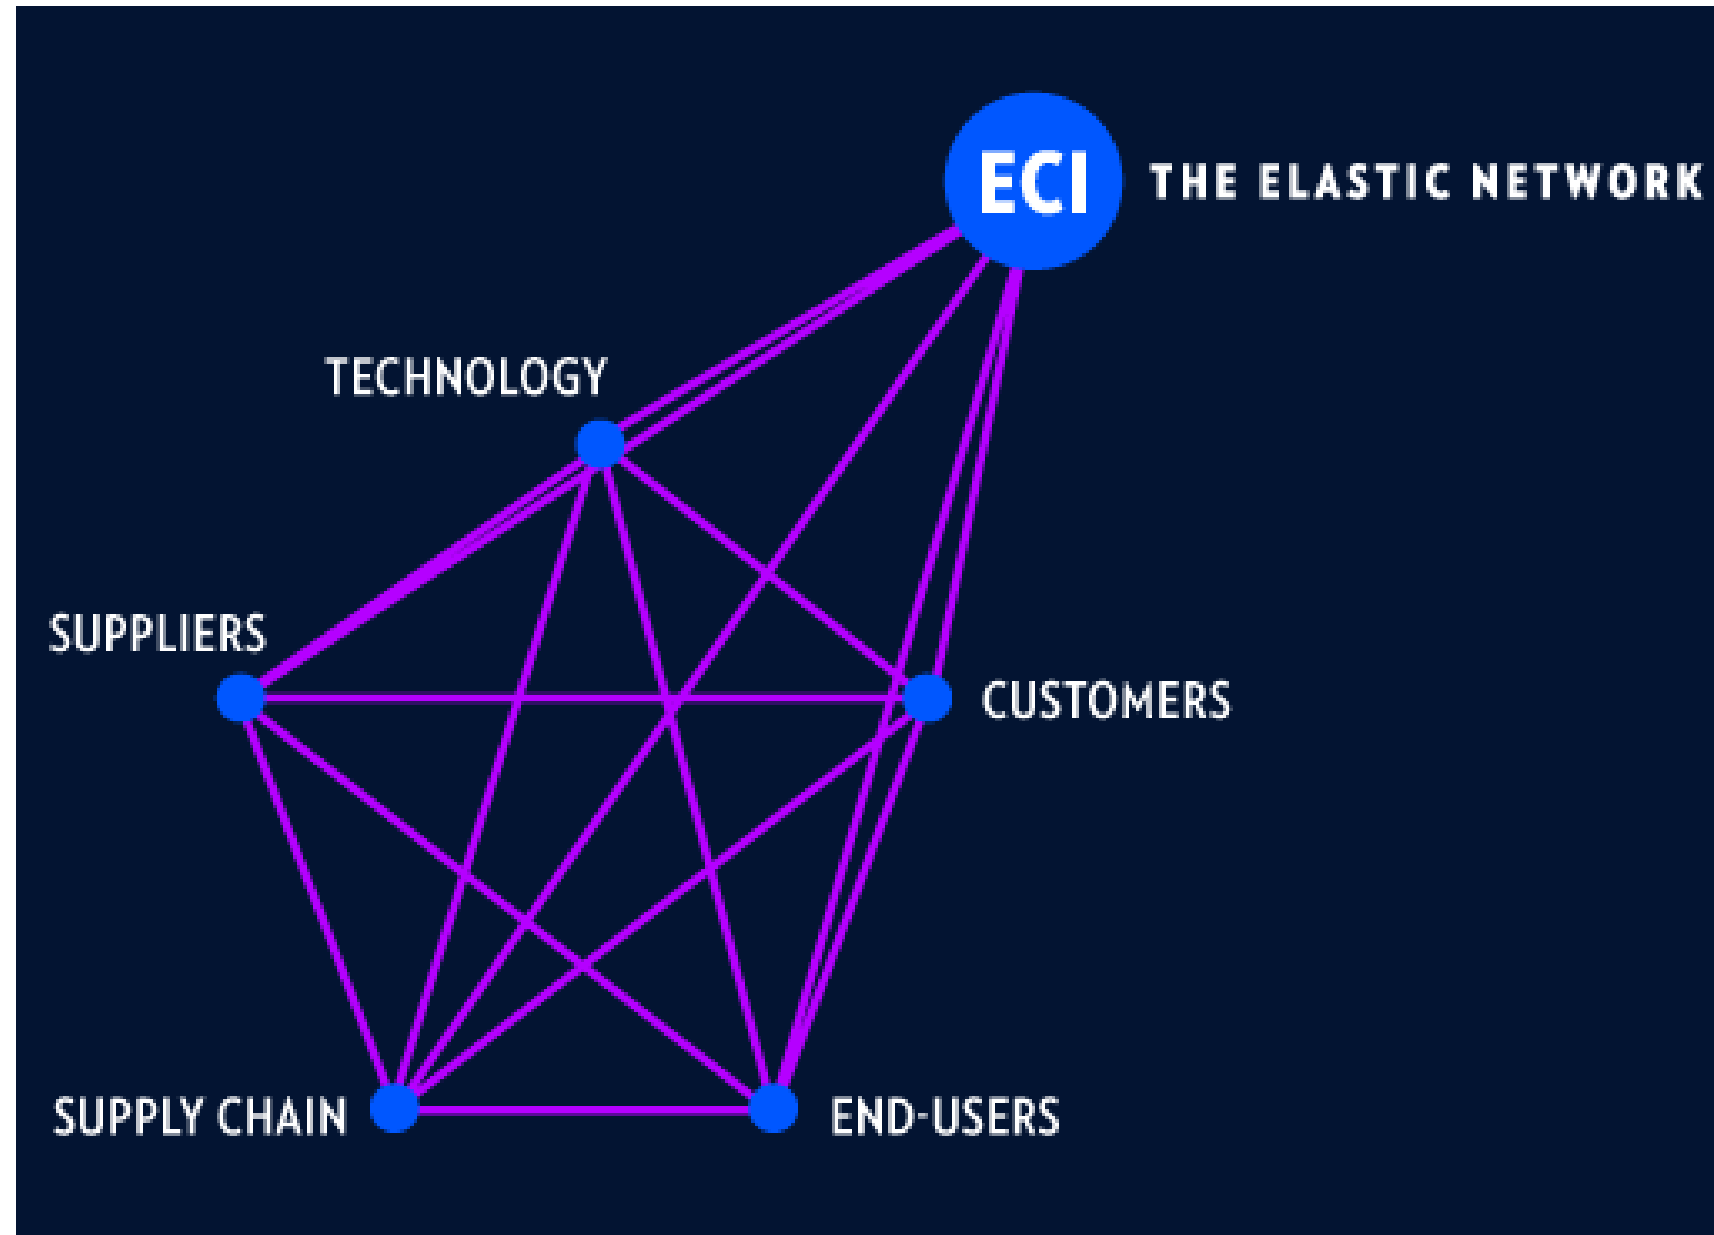 ECI THE ELASTIC NETWORK
TECHNOLOGY
SUPPLIERS
CUSTOMERS
SUPPLY CHAIN
END-USERS